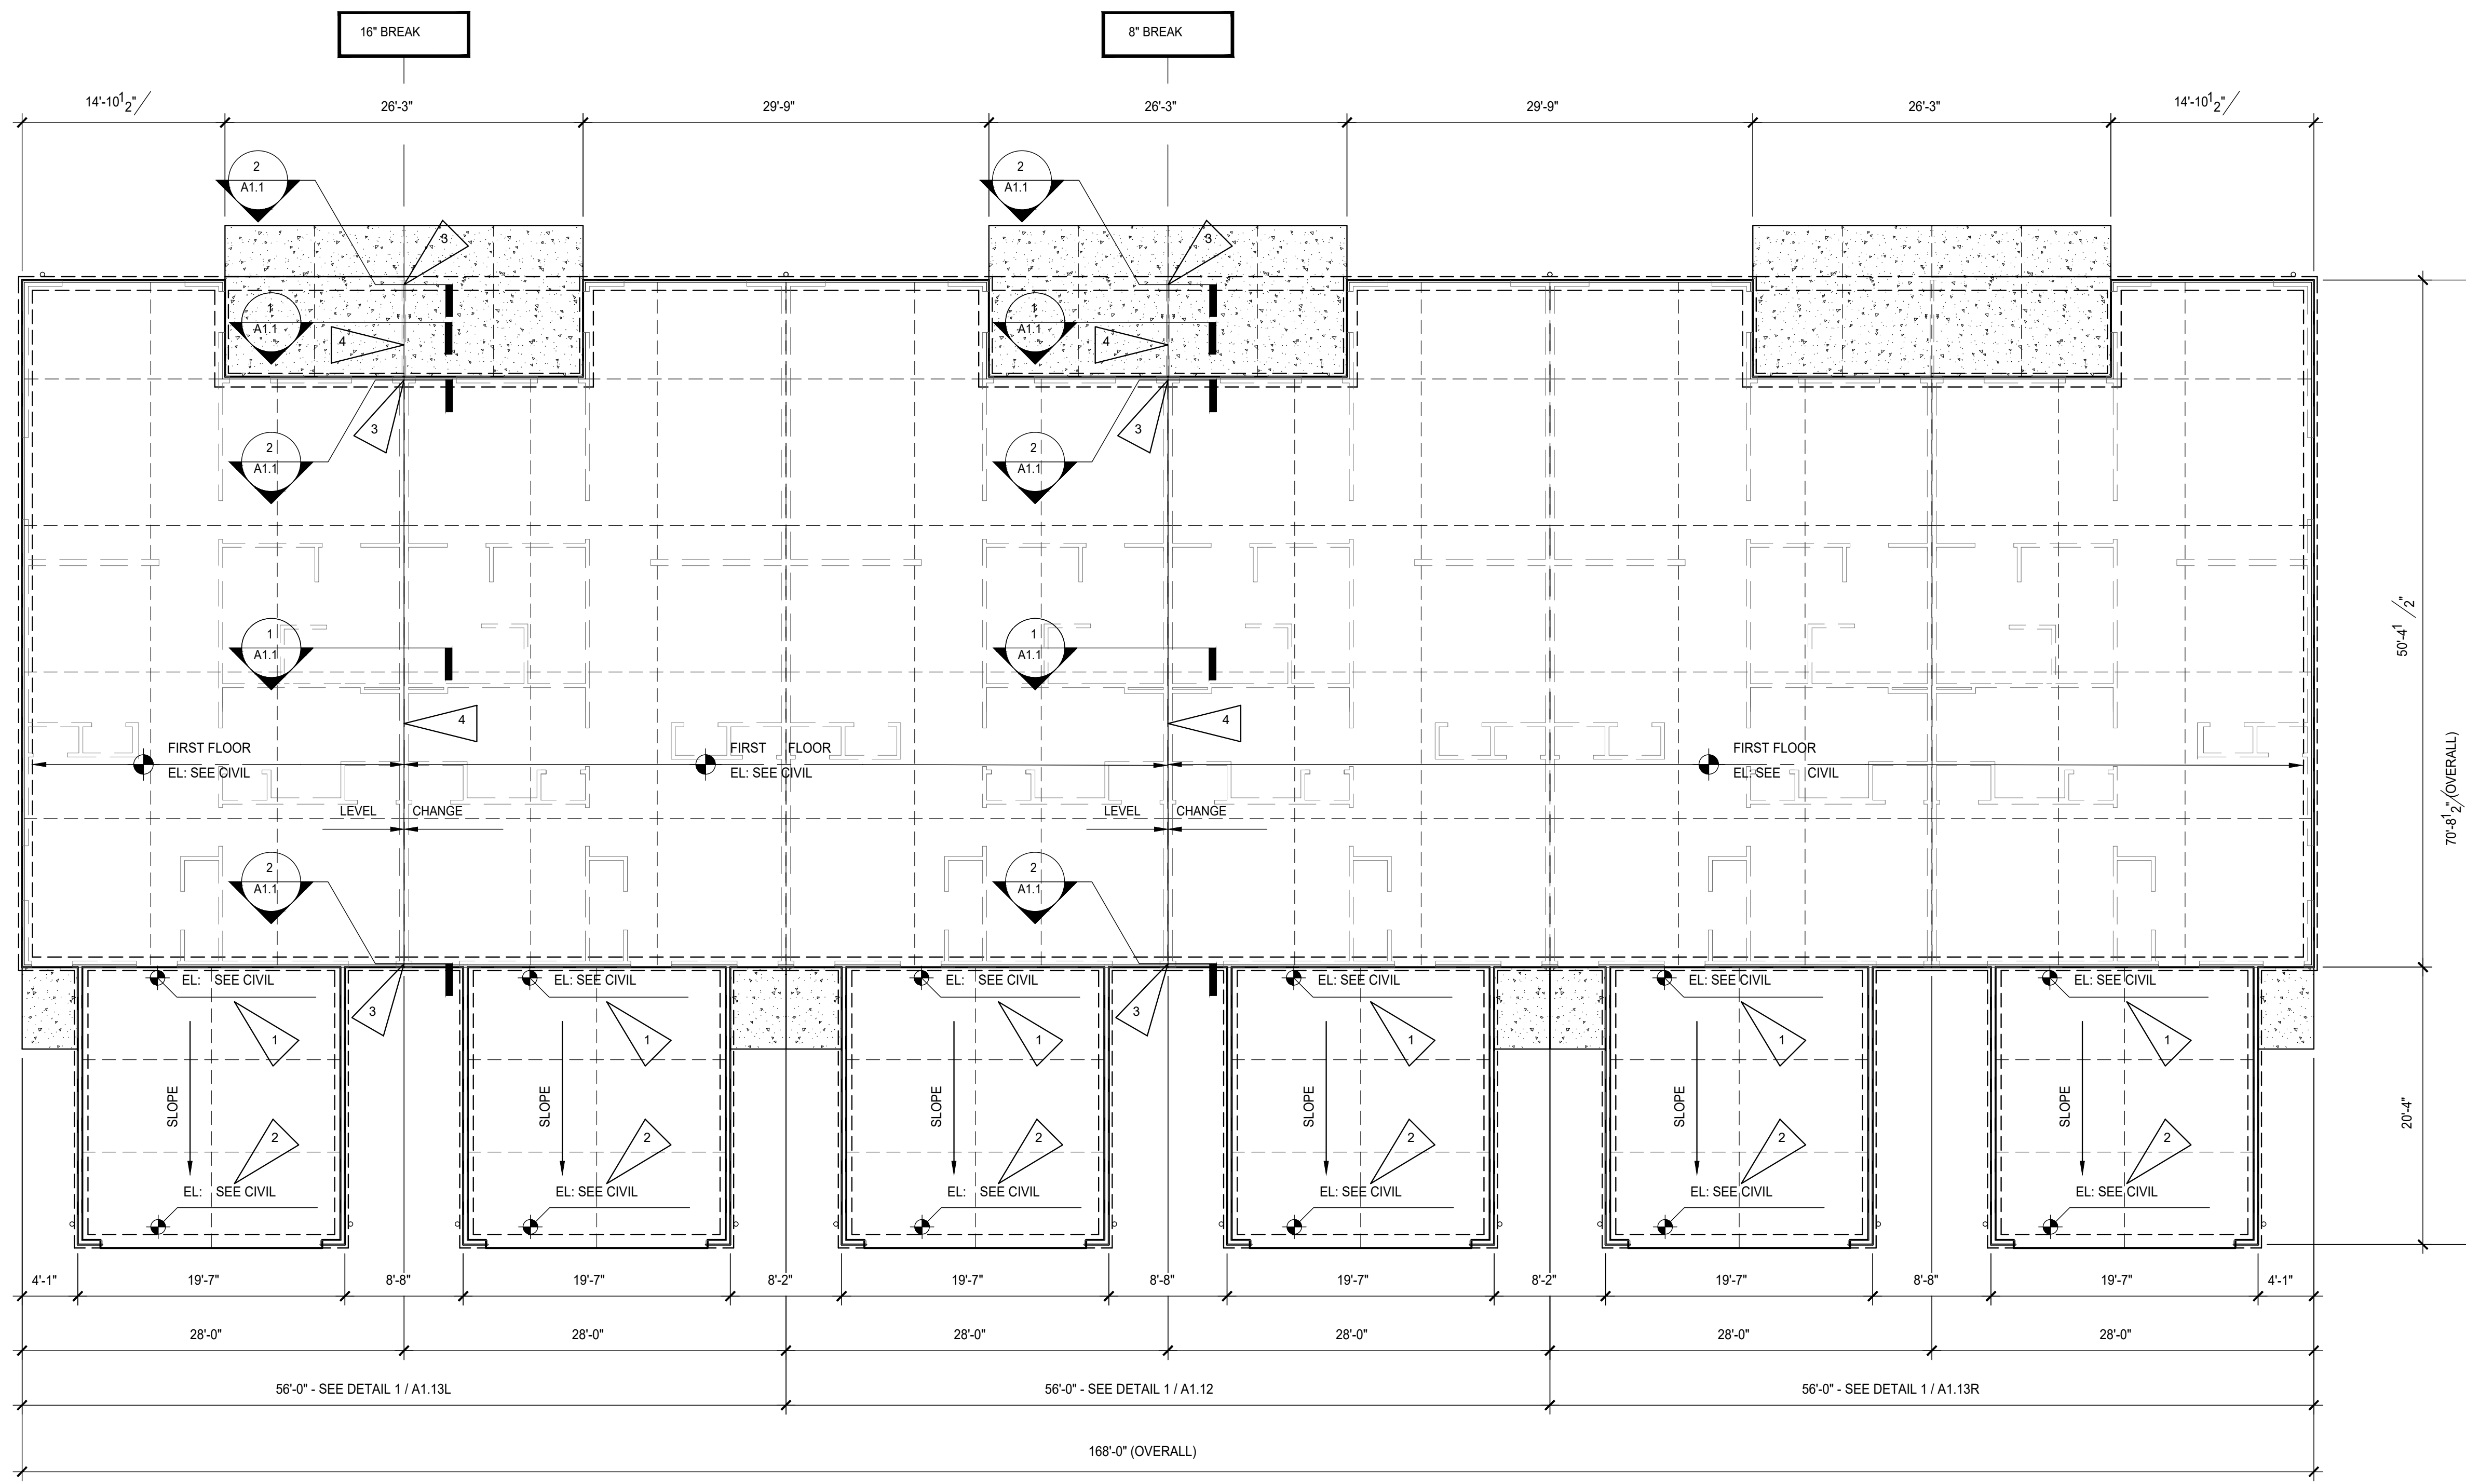 16" BREAK
8" BREAK
14'-10 1/2"
26'-3"
29'-9"
26'-3"
29'-9"
26'-3"
14'-10 1/2"
2
A1.1
2
A1.1
3
3
1
A1.1
1
A1.1
4
4
3
3
2
A1.1
2
A1.1
50'-4 1/2"
1
A1.1
1
A1.1
4
4
FIRST FLOOR
EL: SEE CIVIL
FIRST FLOOR
EL: SEE CIVIL
FIRST FLOOR
EL: SEE CIVIL
70'-8 1/2" (OVERALL)
LEVEL CHANGE
LEVEL CHANGE
2
A1.1
2
A1.1
EL: SEE CIVIL
EL: SEE CIVIL
EL: SEE CIVIL
EL: SEE CIVIL
EL: SEE CIVIL
EL: SEE CIVIL
3
3
1
1
1
1
1
1
SLOPE
SLOPE
SLOPE
SLOPE
SLOPE
SLOPE
20'-4"
2
2
2
2
2
2
EL: SEE CIVIL
EL: SEE CIVIL
EL: SEE CIVIL
EL: SEE CIVIL
EL: SEE CIVIL
EL: SEE CIVIL
4'-1"
19'-7"
8'-8"
19'-7"
8'-2"
19'-7"
8'-8"
19'-7"
8'-2"
19'-7"
8'-8"
19'-7"
4'-1"
28'-0"
28'-0"
28'-0"
28'-0"
28'-0"
28'-0"
56'-0" - SEE DETAIL 1 / A1.13L
56'-0" - SEE DETAIL 1 / A1.12
56'-0" - SEE DETAIL 1 / A1.13R
168'-0" (OVERALL)